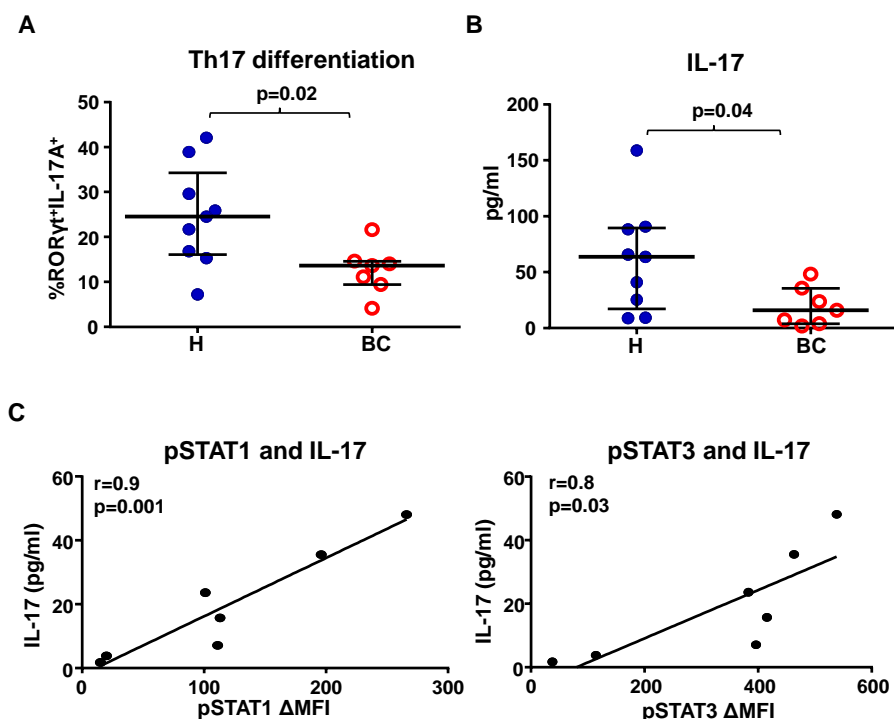 A
Th17 differentiation
p=0.02
%RORγt⁺IL-17A⁺
50
40
30
20
10
0
H
BC
B
IL-17
p=0.04
pg/ml
200
150
100
50
0
H
BC
C
pSTAT1 and IL-17
r=0.9
p=0.001
IL-17 (pg/ml)
60
40
20
0
0
100
200
300
pSTAT1 ΔMFI
pSTAT3 and IL-17
r=0.8
p=0.03
IL-17 (pg/ml)
60
40
20
0
0
200
400
600
pSTAT3 ΔMFI